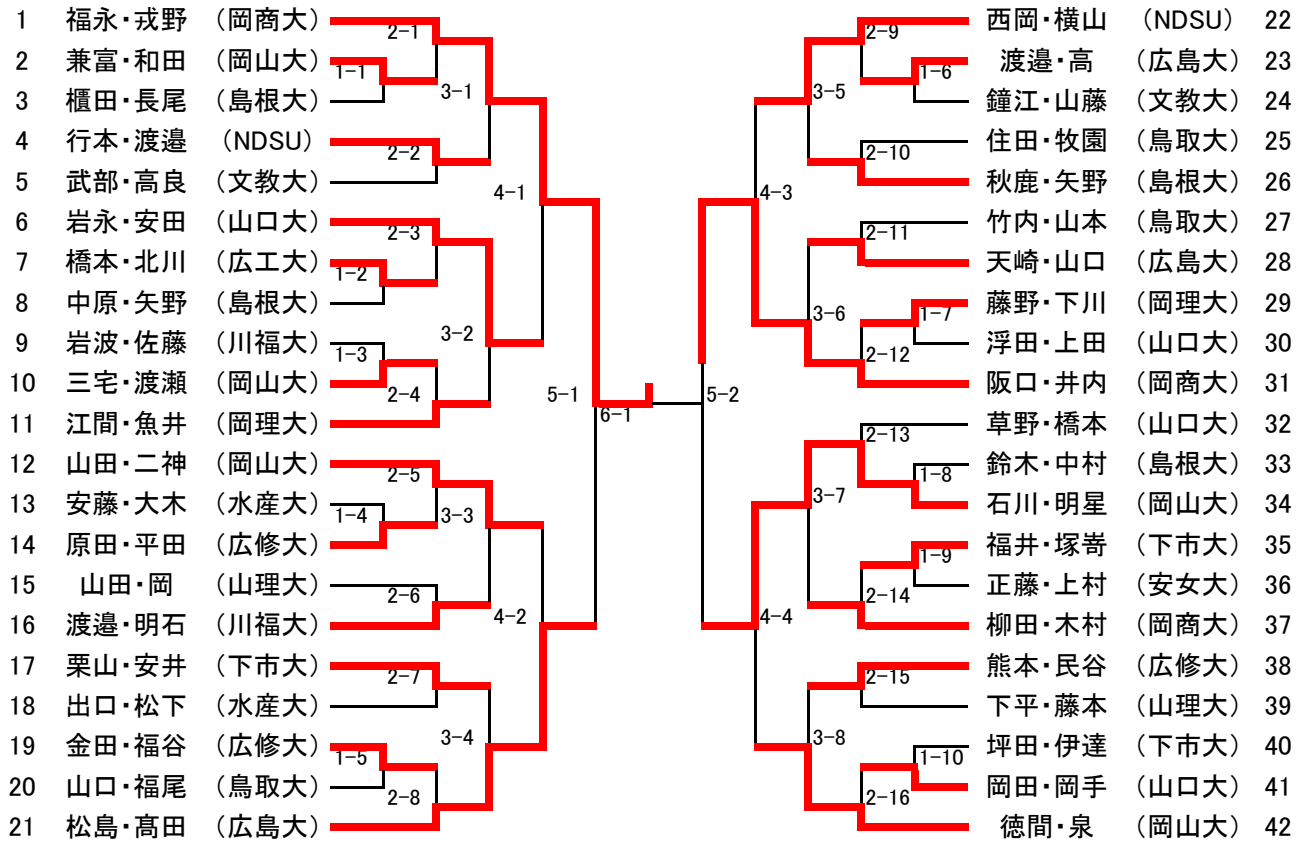 1 福永・戎野 (岡商大)
2 兼富・和田 (岡山大)
3 櫃田・長尾 (島根大)
4 行本・渡邉 (NDSU)
5 武部・高良 (文教大)
6 岩永・安田 (山口大)
7 橋本・北川 (広工大)
8 中原・矢野 (島根大)
9 岩波・佐藤 (川福大)
10 三宅・渡瀬 (岡山大)
11 江間・魚井 (岡理大)
12 山田・二神 (岡山大)
13 安藤・大木 (水産大)
14 原田・平田 (広修大)
15 山田・岡 (山理大)
16 渡邉・明石 (川福大)
17 栗山・安井 (下市大)
18 出口・松下 (水産大)
19 金田・福谷 (広修大)
20 山口・福尾 (鳥取大)
21 松島・髙田 (広島大)
1-1
1-2
1-3
1-4
1-5
2-1
2-2
2-3
2-4
2-5
2-6
2-7
2-8
3-1
3-2
3-3
3-4
4-1
4-2
5-1
6-1
5-2
4-3
4-4
3-5
3-6
3-7
3-8
2-9
2-10
2-11
2-12
2-13
2-14
2-15
2-16
1-6
1-7
1-8
1-9
1-10
西岡・横山 (NDSU) 22
渡邉・高 (広島大) 23
鐘江・山藤 (文教大) 24
住田・牧園 (鳥取大) 25
秋鹿・矢野 (島根大) 26
竹内・山本 (鳥取大) 27
天崎・山口 (広島大) 28
藤野・下川 (岡理大) 29
浮田・上田 (山口大) 30
阪口・井内 (岡商大) 31
草野・橋本 (山口大) 32
鈴木・中村 (島根大) 33
石川・明星 (岡山大) 34
福井・塚嵜 (下市大) 35
正藤・上村 (安女大) 36
柳田・木村 (岡商大) 37
熊本・民谷 (広修大) 38
下平・藤本 (山理大) 39
坪田・伊達 (下市大) 40
岡田・岡手 (山口大) 41
徳間・泉 (岡山大) 42